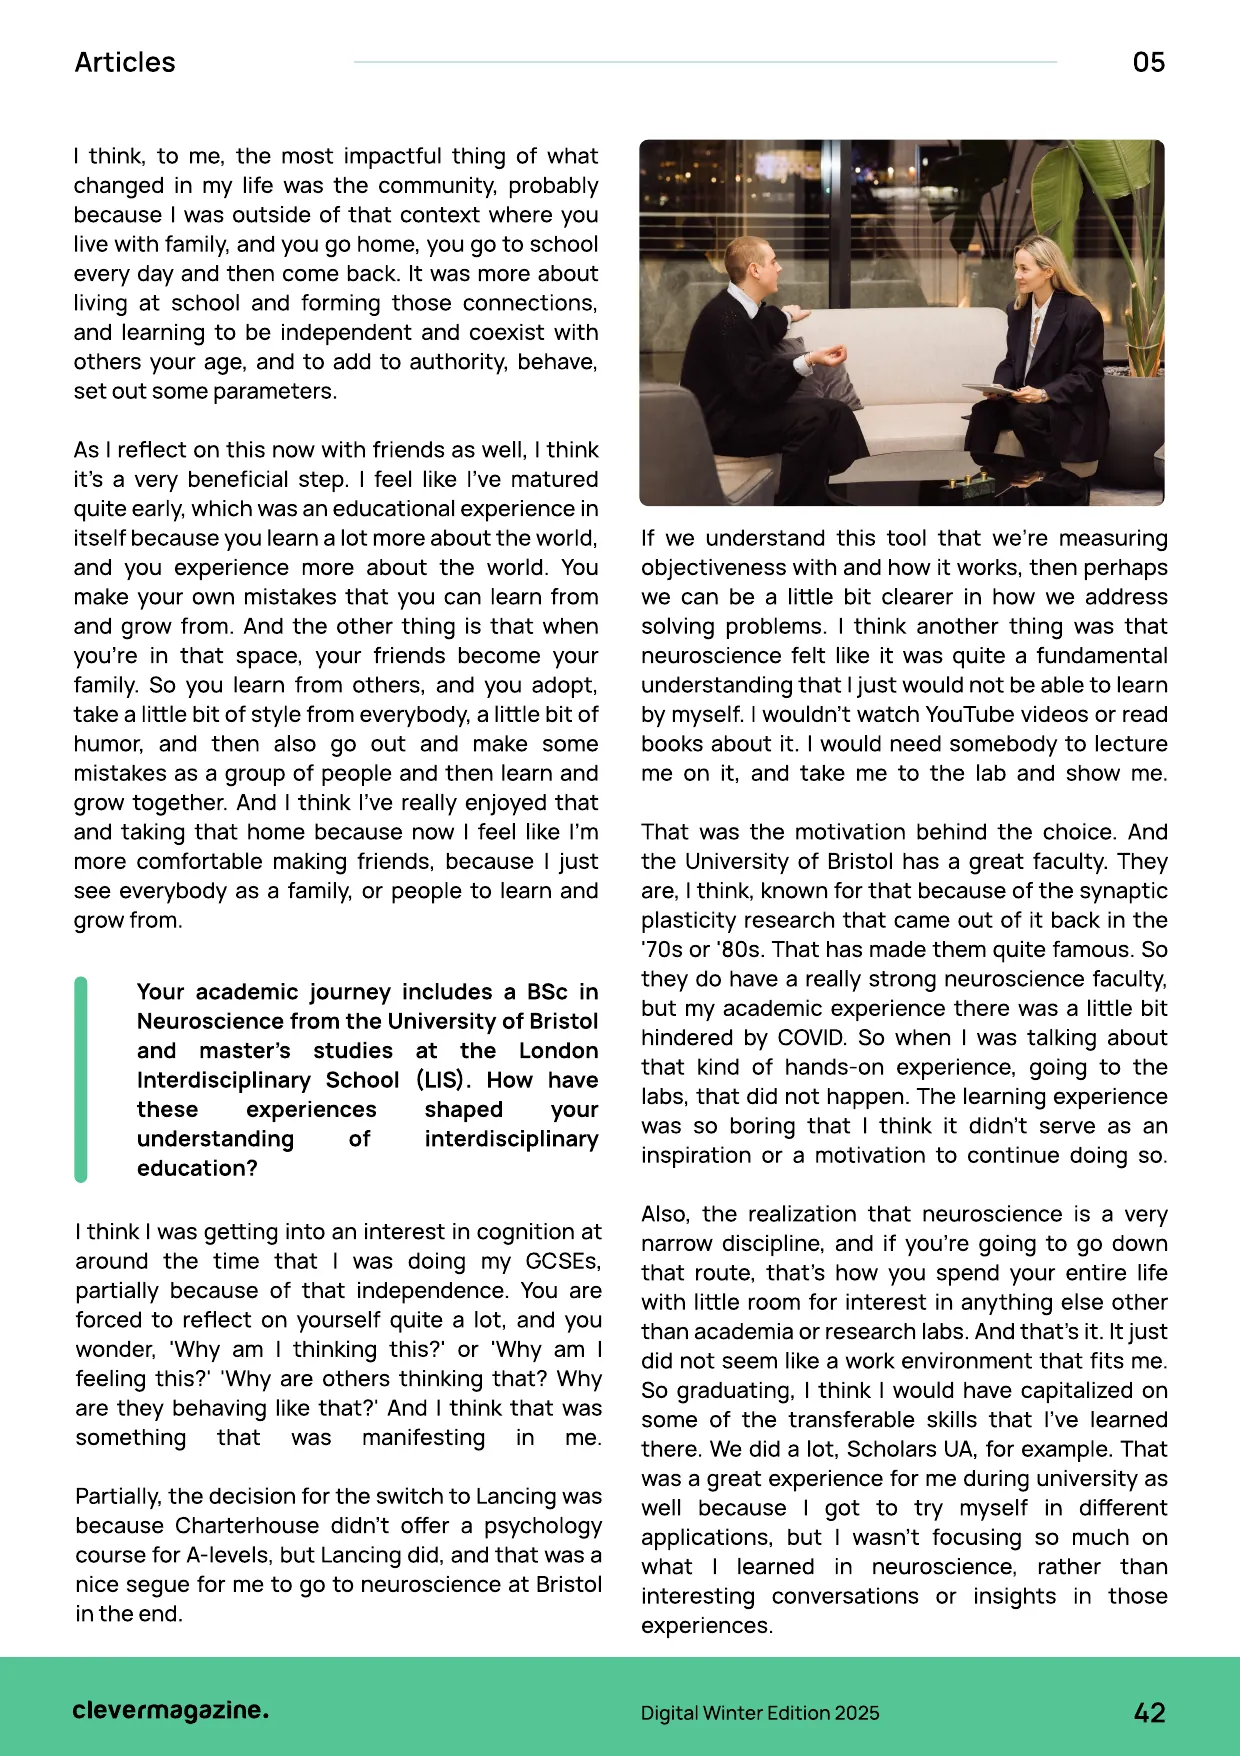 Articles
05
I think, to me, the most impactful thing of what
changed in my life was the community, probably
because I was outside of that context where you
live with family, and you go home, you go to school
every day and then come back. It was more about
living at school and forming those connections,
and learning to be independent and coexist with
others your age, and to add to authority, behave,
set out some parameters.
As I reflect on this now with friends as well, I think
it's a very beneficial step. I feel like I've matured
quite early, which was an educational experience in
itself because you learn a lot more about the world,
and you experience more about the world. You
make your own mistakes that you can learn from
and grow from. And the other thing is that when
you're in that space, your friends become your
family. So you learn from others, and you adopt,
take a little bit of style from everybody, a little bit of
humor, and then also go out and make some
mistakes as a group of people and then learn and
grow together. And I think I've really enjoyed that
and taking that home because now I feel like I'm
more comfortable making friends, because I just
see everybody as a family, or people to learn and
grow from.
Your academic journey includes a BSc in
Neuroscience from the University of Bristol
and master's studies at the London
Interdisciplinary School (LIS). How have
these experiences shaped your
understanding of interdisciplinary
education?
I think I was getting into an interest in cognition at
around the time that I was doing my GCSEs,
partially because of that independence. You are
forced to reflect on yourself quite a lot, and you
wonder, 'Why am I thinking this?' or 'Why am I
feeling this?' 'Why are others thinking that? Why
are they behaving like that?' And I think that was
something that was manifesting in me.
Partially, the decision for the switch to Lancing was
because Charterhouse didn't offer a psychology
course for A-levels, but Lancing did, and that was a
nice segue for me to go to neuroscience at Bristol
in the end.
If we understand this tool that we're measuring
objectiveness with and how it works, then perhaps
we can be a little bit clearer in how we address
solving problems. I think another thing was that
neuroscience felt like it was quite a fundamental
understanding that I just would not be able to learn
by myself. I wouldn't watch YouTube videos or read
books about it. I would need somebody to lecture
me on it, and take me to the lab and show me.
That was the motivation behind the choice. And
the University of Bristol has a great faculty. They
are, I think, known for that because of the synaptic
plasticity research that came out of it back in the
'70s or '80s. That has made them quite famous. So
they do have a really strong neuroscience faculty,
but my academic experience there was a little bit
hindered by COVID. So when I was talking about
that kind of hands-on experience, going to the
labs, that did not happen. The learning experience
was so boring that I think it didn't serve as an
inspiration or a motivation to continue doing so.
Also, the realization that neuroscience is a very
narrow discipline, and if you're going to go down
that route, that's how you spend your entire life
with little room for interest in anything else other
than academia or research labs. And that's it. It just
did not seem like a work environment that fits me.
So graduating, I think I would have capitalized on
some of the transferable skills that I've learned
there. We did a lot, Scholars UA, for example. That
was a great experience for me during university as
well because I got to try myself in different
applications, but I wasn't focusing so much on
what I learned in neuroscience, rather than
interesting conversations or insights in those
experiences.
clevermagazine.
Digital Winter Edition 2025
42